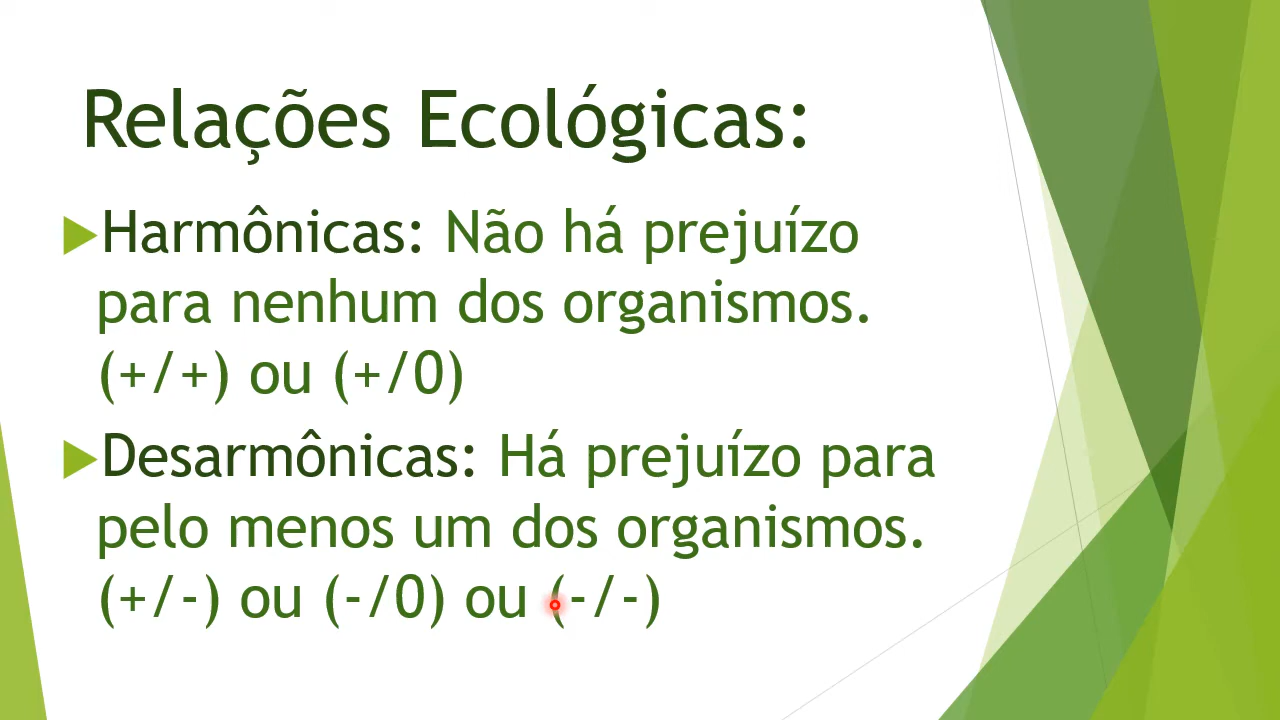 Relações Ecológicas:
Harmônicas: Não há prejuízo
para nenhum dos organismos.
(+/+) ou (+/0)
Desarmônicas: Há prejuízo para
pelo menos um dos organismos.
(+/-) ou (-/0) ou (-/-)